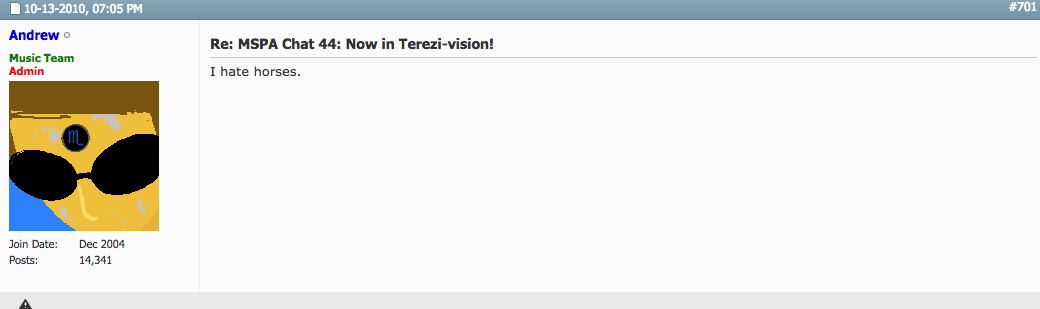 10-13-2010, 07:05 PM
#701
Andrew
Music Team
Admin
♏
Join Date: Dec 2004
Posts: 14,341
Re: MSPA Chat 44: Now in Terezi-vision!
I hate horses.